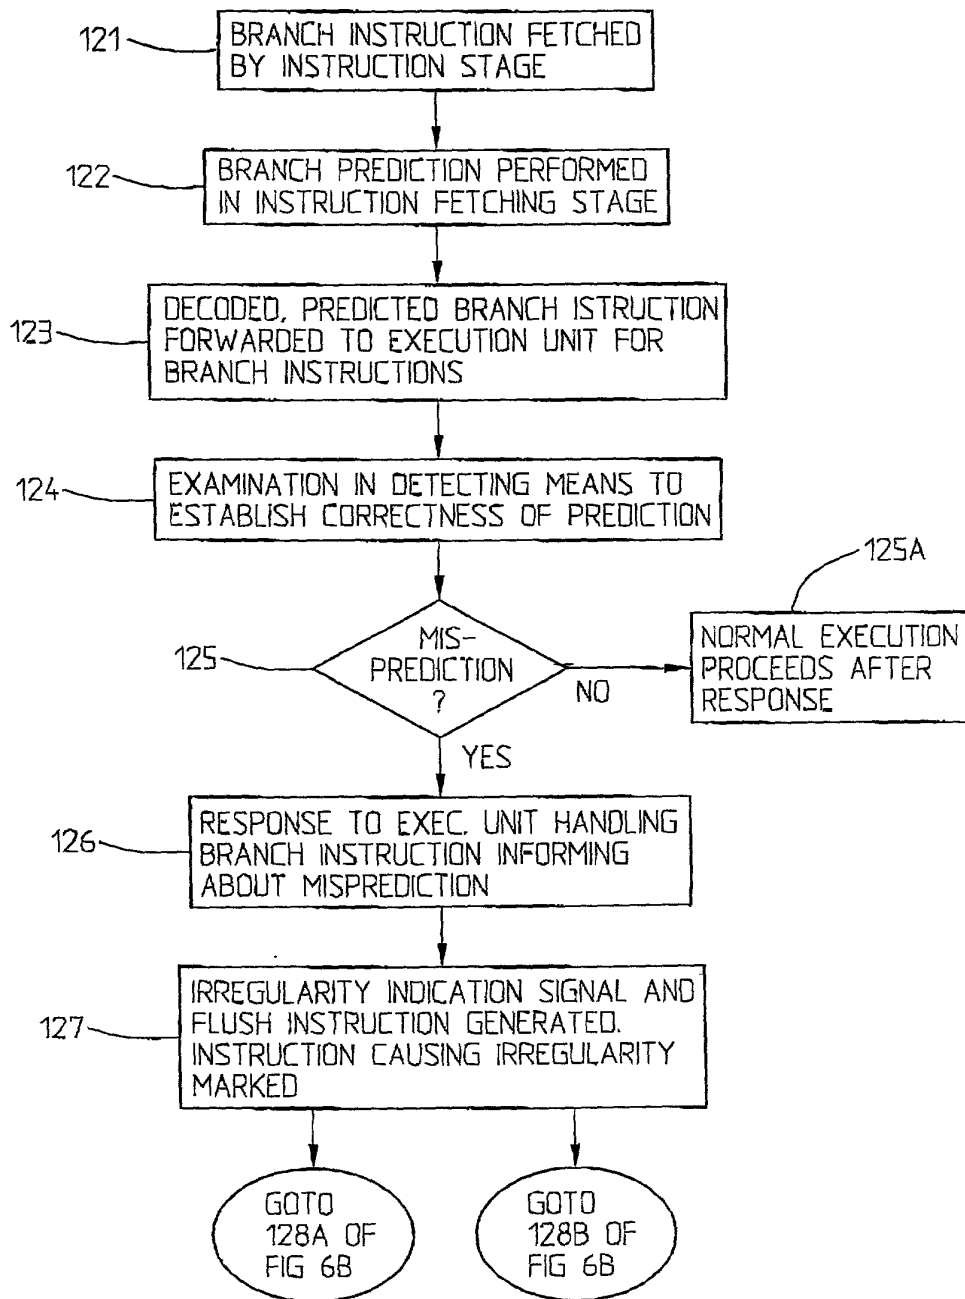 121
BRANCH INSTRUCTION FETCHED
BY INSTRUCTION STAGE
122
BRANCH PREDICTION PERFORMED
IN INSTRUCTION FETCHING STAGE
123
DECODED, PREDICTED BRANCH ISTRUCTION
FORWARDED TO EXECUTION UNIT FOR
BRANCH INSTRUCTIONS
124
EXAMINATION IN DETECTING MEANS TO
ESTABLISH CORRECTNESS OF PREDICTION
125
MIS-
PREDICTION
?
NO
125A
NORMAL EXECUTION
PROCEEDS AFTER
RESPONSE
YES
126
RESPONSE TO EXEC. UNIT HANDLING
BRANCH INSTRUCTION INFORMING
ABOUT MISPREDICTION
127
IRREGULARITY INDICATION SIGNAL AND
FLUSH INSTRUCTION GENERATED.
INSTRUCTION CAUSING IRREGULARITY
MARKED
GOTO
128A OF
FIG 6B
GOTO
128B OF
FIG 6B